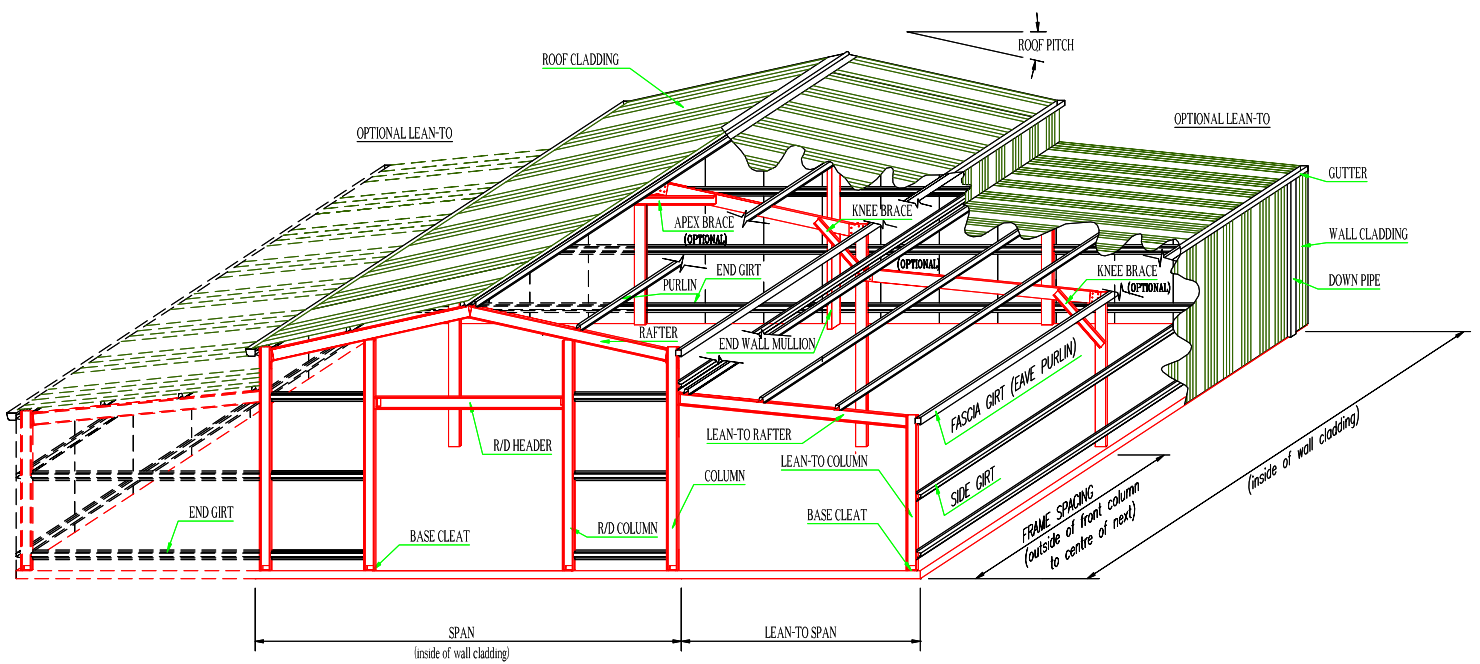 ROOF PITCH
ROOF CLADDING
OPTIONAL LEAN-TO
OPTIONAL LEAN-TO
GUTTER
KNEE BRACE
APEX BRACE
(OPTIONAL)
WALL CLADDING
(OPTIONAL)
END GIRT
KNEE BRACE
(OPTIONAL)
PURLIN
DOWN PIPE
RAFTER
END WALL MULLION
FASCIA GIRT (EAVE PURLIN)
LEAN-TO RAFTER
R/D HEADER
LEAN-TO COLUMN
COLUMN
SIDE GIRT
(inside of wall cladding)
END GIRT
BASE CLEAT
R/D COLUMN
BASE CLEAT
FRAME SPACING
(outside of front column
to centre of next)
SPAN
(inside of wall cladding)
LEAN-TO SPAN